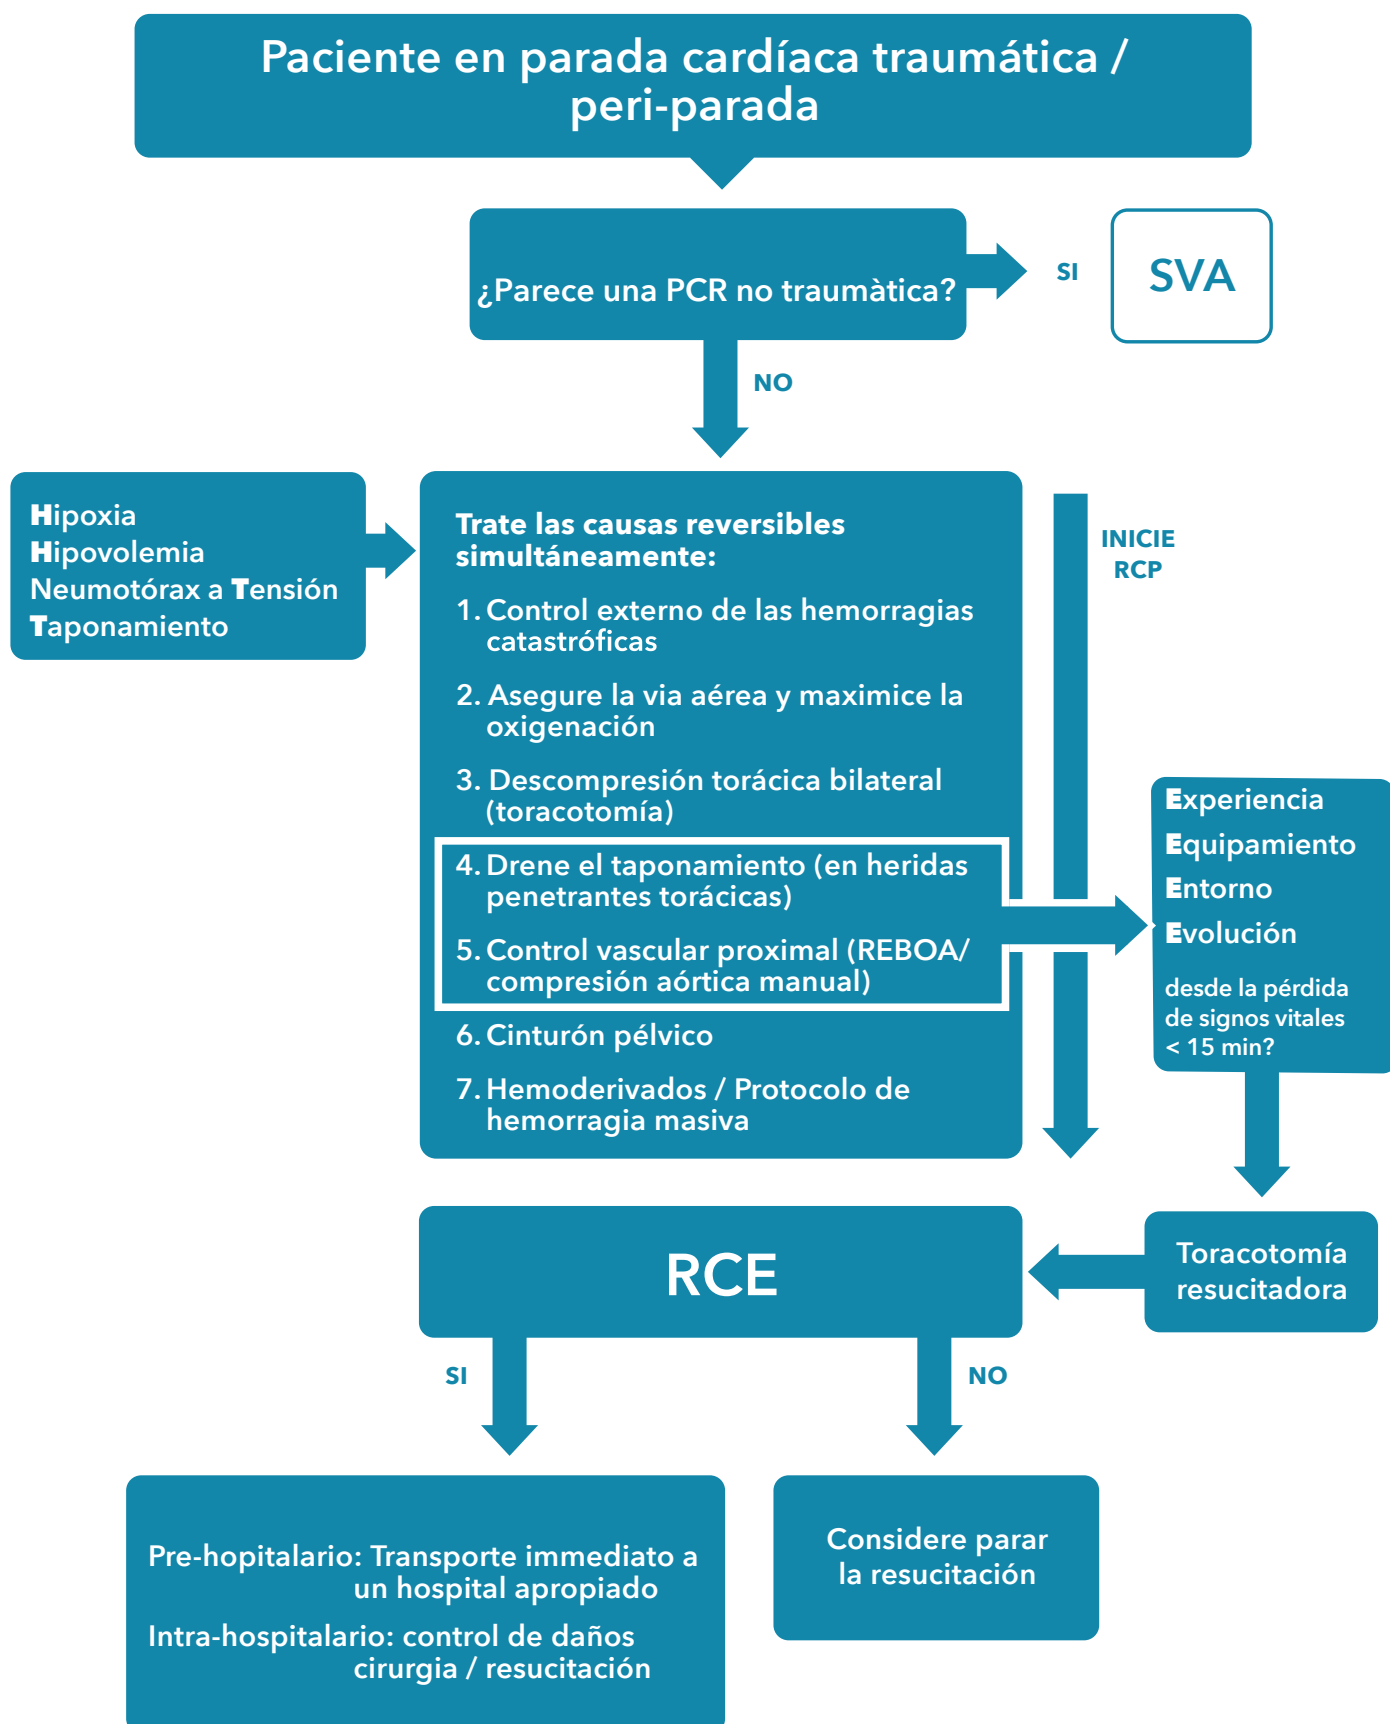 Paciente en parada cardíaca traumática /
peri-parada
¿Parece una PCR no traumàtica?
SI
SVA
NO
Hipoxia
Hipovolemia
Neumotórax a Tensión
Taponamiento
Trate las causas reversibles
simultáneamente:
1. Control externo de las hemorragias
catastróficas
2. Asegure la via aérea y maximice la
oxigenación
3. Descompresión torácica bilateral
(toracotomía)
4. Drene el taponamiento (en heridas
penetrantes torácicas)
5. Control vascular proximal (REBOA/
compresión aórtica manual)
6. Cinturón pélvico
7. Hemoderivados / Protocolo de
hemorragia masiva
INICIE
RCP
Experiencia
Equipamiento
Entorno
Evolución
desde la pérdida
de signos vitales
< 15 min?
Toracotomía
resucitadora
RCE
SI
NO
Pre-hopitalario: Transporte immediato a
un hospital apropiado
Intra-hospitalario: control de daños
cirurgia / resucitación
Considere parar
la resucitación